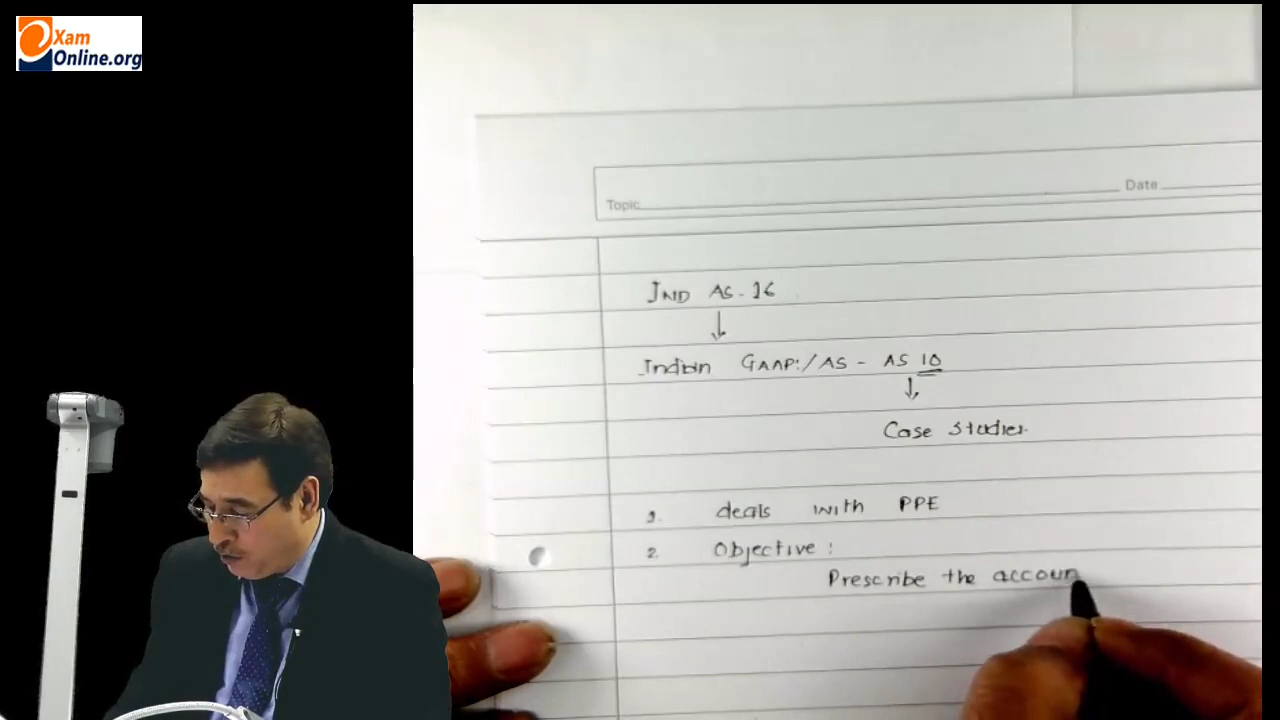 Xam
Online.org
Topic
Date
IND AS - 16
Indian GAAP:/AS - AS 10
Case Studies.
1. deals with PPE
2. Objective :
Prescribe the accoun